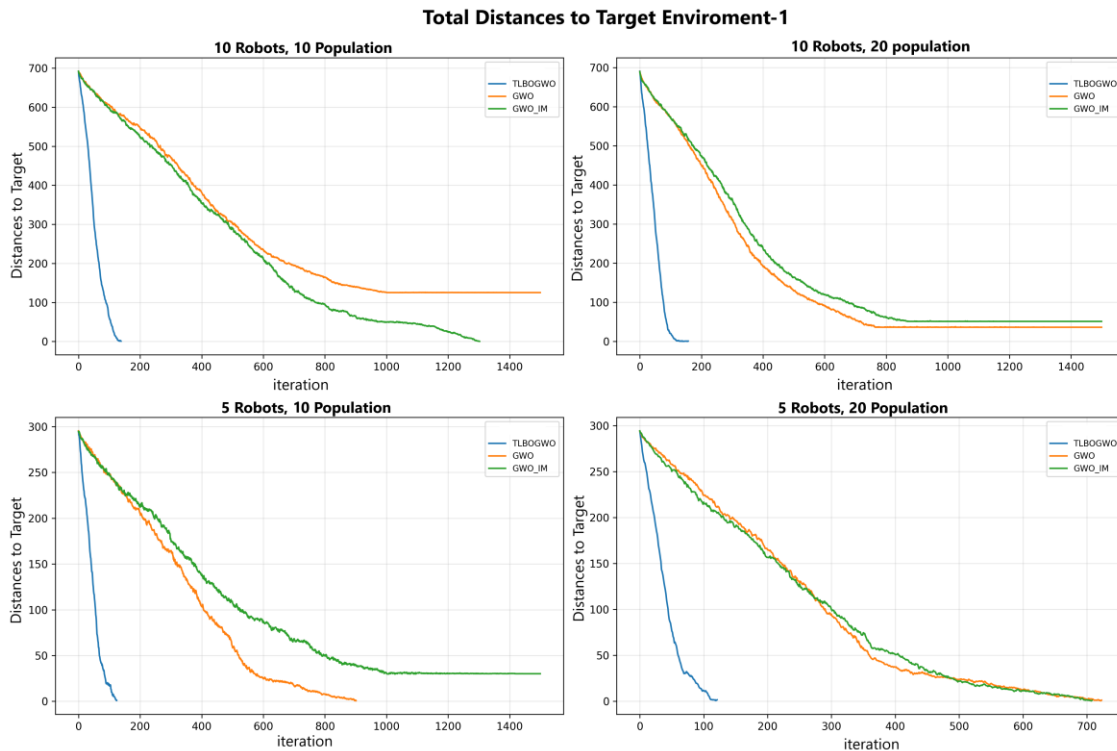 Total Distances to Target Enviroment-1
10 Robots, 10 Population
Distances to Target
700
600
500
400
300
200
100
0
TLBOGWO
GWO
GWO_IM
0 200 400 600 800 1000 1200 1400
iteration
10 Robots, 20 population
Distances to Target
700
600
500
400
300
200
100
0
TLBOGWO
GWO
GWO_IM
0 200 400 600 800 1000 1200 1400
iteration
5 Robots, 10 Population
Distances to Target
300
250
200
150
100
50
0
TLBOGWO
GWO
GWO_IM
0 200 400 600 800 1000 1200 1400
iteration
5 Robots, 20 Population
Distances to Target
300
250
200
150
100
50
0
TLBOGWO
GWO
GWO_IM
0 100 200 300 400 500 600 700
iteration